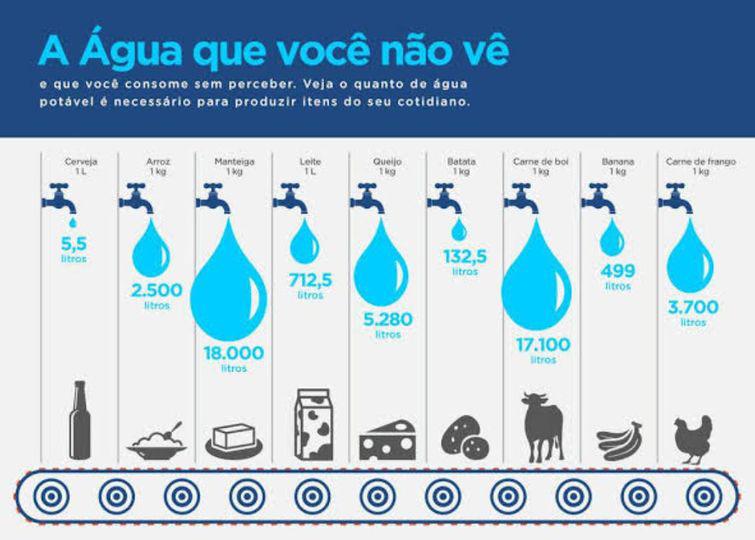 A Água que você não vê
e que você consome sem perceber. Veja o quanto de água
potável é necessário para produzir itens do seu cotidiano.
Cerveja
1 L
5,5
litros
Arroz
1 kg
2.500
litros
Manteiga
1 kg
18.000
litros
Leite
1 L
712,5
litros
Queijo
1 kg
5.280
litros
Batata
1 kg
132,5
litros
Carne de boi
1 kg
17.100
litros
Banana
1 kg
499
litros
Carne de frango
1 kg
3.700
litros